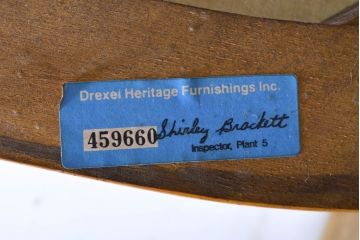 Drexel Heritage Furnishings Inc.
459660 Shirley Brackett
Inspector, Plant 5